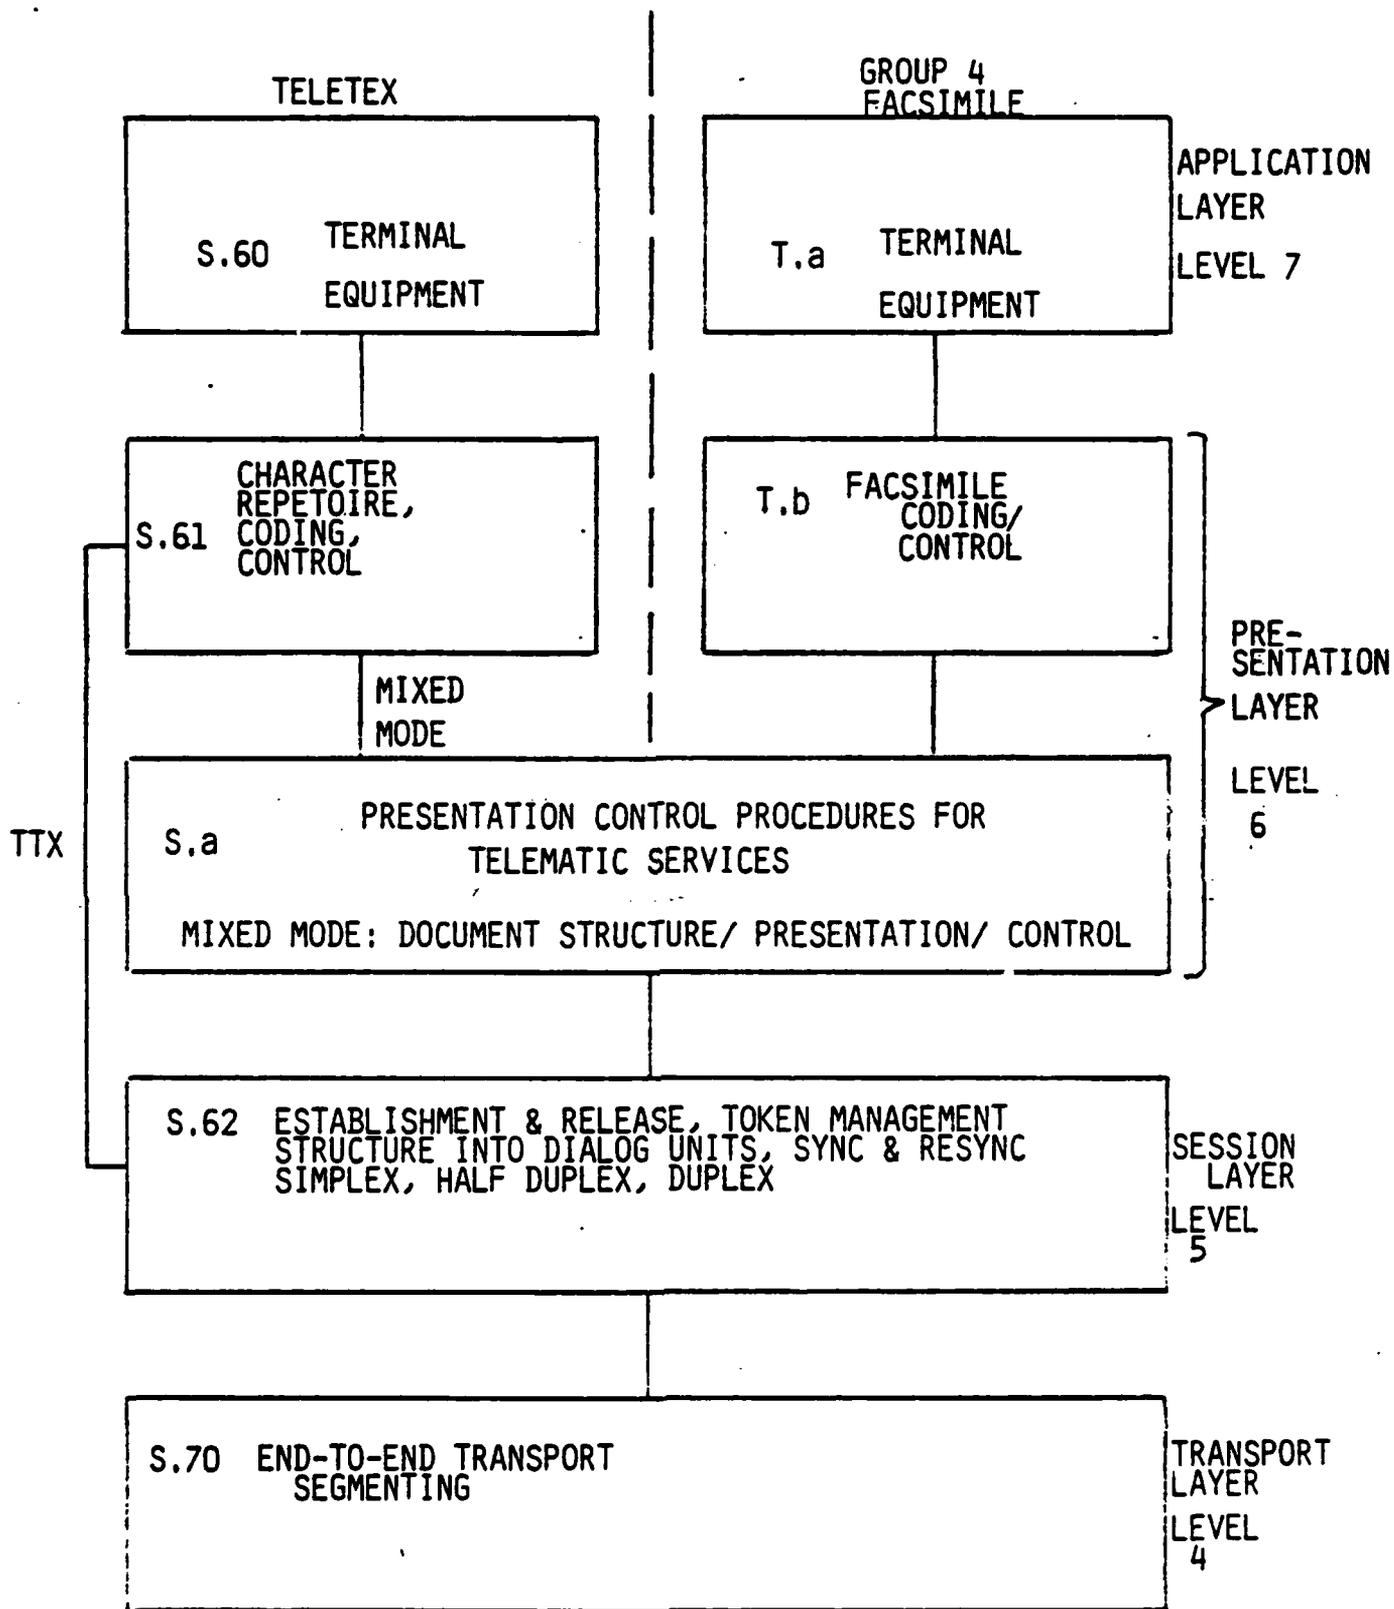 TELETEX
GROUP 4
FACSIMILE
S.60
TERMINAL
EQUIPMENT
T.a
TERMINAL
EQUIPMENT
APPLICATION
LAYER
LEVEL 7
S.61
CHARACTER
REPETOIRE,
CODING,
CONTROL
T.b
FACSIMILE
CODING/
CONTROL
MIXED
MODE
PRE-
SENTATION
LAYER
LEVEL
6
TTX
S.a
PRESENTATION CONTROL PROCEDURES FOR
TELEMATIC SERVICES
MIXED MODE: DOCUMENT STRUCTURE/ PRESENTATION/ CONTROL
S.62
ESTABLISHMENT & RELEASE, TOKEN MANAGEMENT
STRUCTURE INTO DIALOG UNITS, SYNC & RESYNC
SIMPLEX, HALF DUPLEX, DUPLEX
SESSION
LAYER
LEVEL
5
S.70
END-TO-END TRANSPORT
SEGMENTING
TRANSPORT
LAYER
LEVEL
4